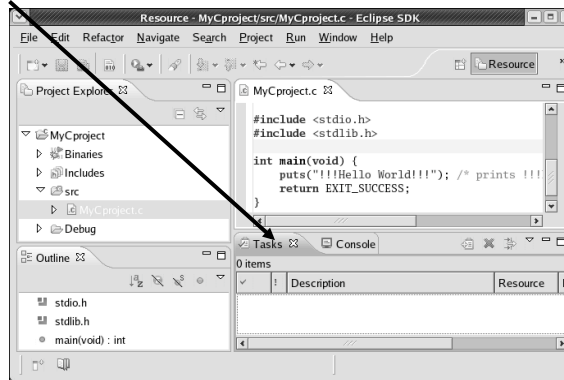 Resource - MyCproject/src/MyCproject.c - Eclipse SDK
File Edit Refactor Navigate Search Project Run Window Help
Resource
Project Explorer
MyCproject
Binaries
Includes
src
MyCproject.c
Debug
MyCproject.c
#include <stdio.h>
#include <stdlib.h>
int main(void) {
puts("!!!Hello World!!!"); /* prints !!!
return EXIT_SUCCESS;
}
Outline
stdio.h
stdlib.h
main(void) : int
Tasks Console
0 items
! Description Resource